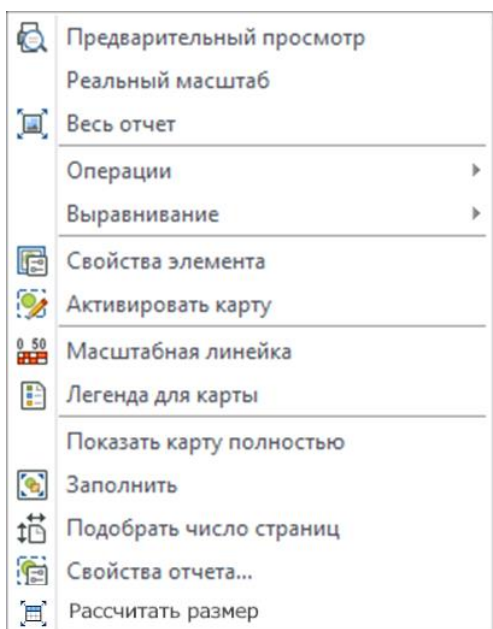 Предварительный просмотр
Реальный масштаб
Весь отчет
Операции
Выравнивание
Свойства элемента
Активировать карту
0 50
Масштабная линейка
Легенда для карты
Показать карту полностью
Заполнить
Подобрать число страниц
Свойства отчета...
Рассчитать размер